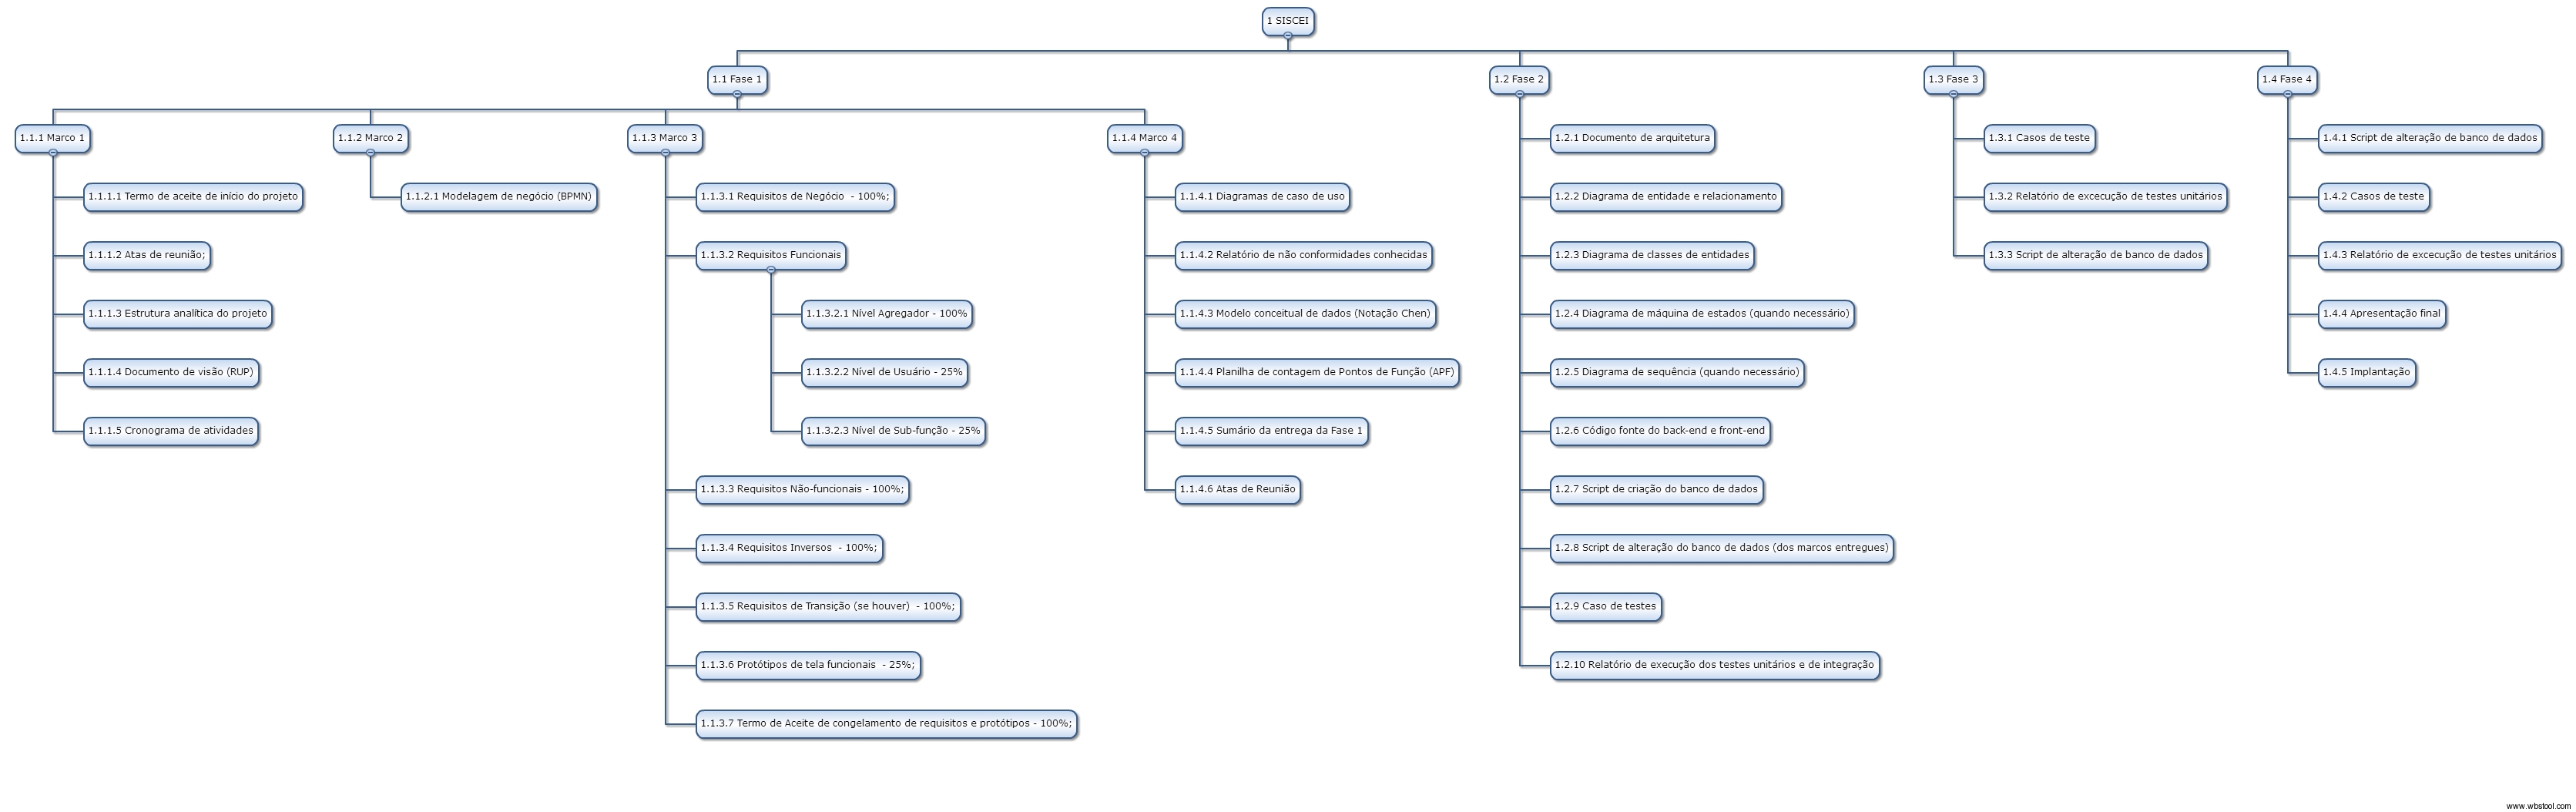 1 SISCEI
1.1 Fase 1
1.1.1 Marco 1
1.1.1.1 Termo de aceite de início do projeto
1.1.1.2 Atas de reunião;
1.1.1.3 Estrutura analítica do projeto
1.1.1.4 Documento de visão (RUP)
1.1.1.5 Cronograma de atividades
1.1.2 Marco 2
1.1.2.1 Modelagem de negócio (BPMN)
1.1.3 Marco 3
1.1.3.1 Requisitos de Negócio  - 100%;
1.1.3.2 Requisitos Funcionais
1.1.3.2.1 Nível Agregador - 100%
1.1.3.2.2 Nível de Usuário - 25%
1.1.3.2.3 Nível de Sub-função - 25%
1.1.3.3 Requisitos Não-funcionais - 100%;
1.1.3.4 Requisitos Inversos  - 100%;
1.1.3.5 Requisitos de Transição (se houver)  - 100%;
1.1.3.6 Protótipos de tela funcionais  - 25%;
1.1.3.7 Termo de Aceite de congelamento de requisitos e protótipos - 100%;
1.1.4 Marco 4
1.1.4.1 Diagramas de caso de uso
1.1.4.2 Relatório de não conformidades conhecidas
1.1.4.3 Modelo conceitual de dados (Notação Chen)
1.1.4.4 Planilha de contagem de Pontos de Função (APF)
1.1.4.5 Sumário da entrega da Fase 1
1.1.4.6 Atas de Reunião
1.2 Fase 2
1.2.1 Documento de arquitetura
1.2.2 Diagrama de entidade e relacionamento
1.2.3 Diagrama de classes de entidades
1.2.4 Diagrama de máquina de estados (quando necessário)
1.2.5 Diagrama de sequência (quando necessário)
1.2.6 Código fonte do back-end e front-end
1.2.7 Script de criação do banco de dados
1.2.8 Script de alteração do banco de dados (dos marcos entregues)
1.2.9 Caso de testes
1.2.10 Relatório de execução dos testes unitários e de integração
1.3 Fase 3
1.3.1 Casos de teste
1.3.2 Relatório de excecução de testes unitários
1.3.3 Script de alteração de banco de dados
1.4 Fase 4
1.4.1 Script de alteração de banco de dados
1.4.2 Casos de teste
1.4.3 Relatório de excecução de testes unitários
1.4.4 Apresentação final
1.4.5 Implantação
www.wbstool.com